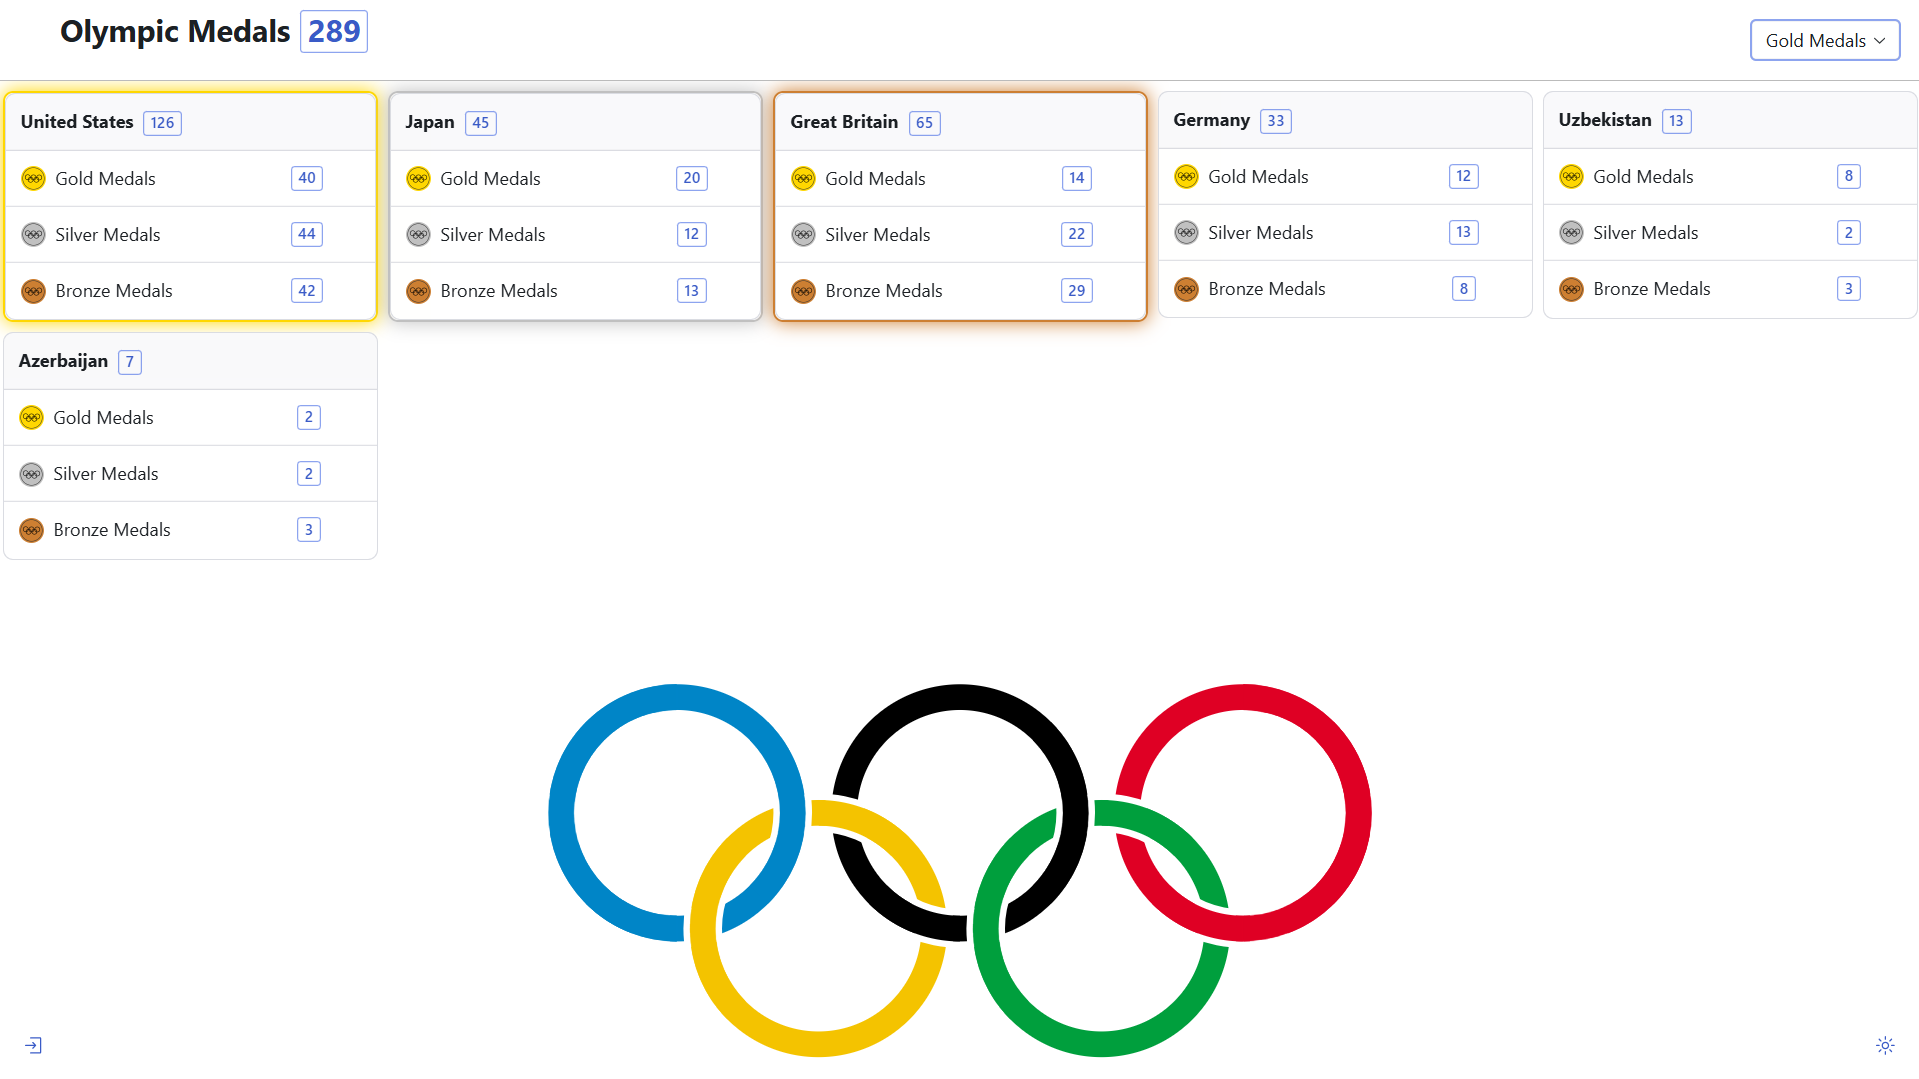 Olympic Medals 289
Gold Medals
United States 126
Gold Medals 40
Silver Medals 44
Bronze Medals 42
Japan 45
Gold Medals 20
Silver Medals 12
Bronze Medals 13
Great Britain 65
Gold Medals 14
Silver Medals 22
Bronze Medals 29
Germany 33
Gold Medals 12
Silver Medals 13
Bronze Medals 8
Uzbekistan 13
Gold Medals 8
Silver Medals 2
Bronze Medals 3
Azerbaijan 7
Gold Medals 2
Silver Medals 2
Bronze Medals 3